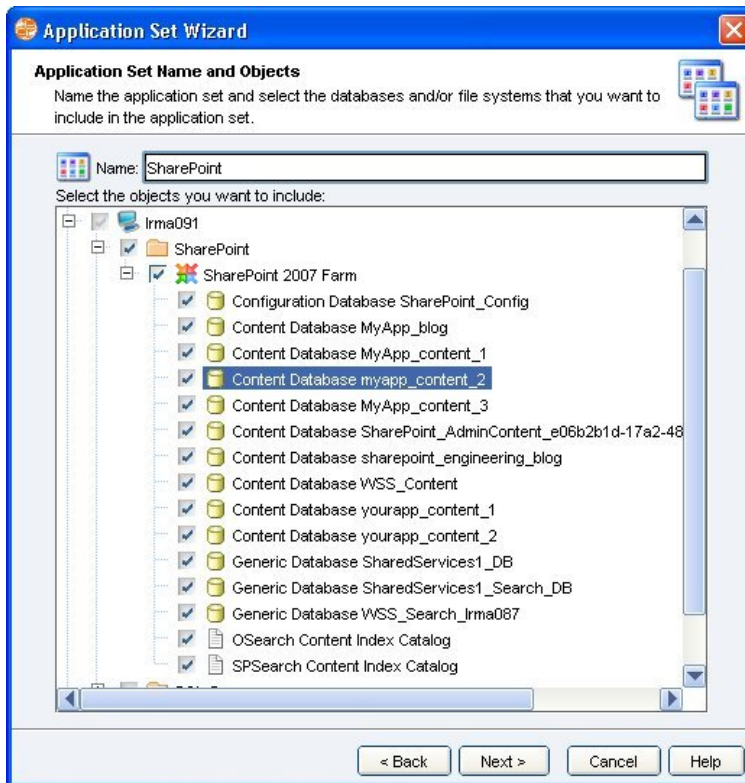 Application Set Wizard
Application Set Name and Objects
Name the application set and select the databases and/or file systems that you want to
include in the application set.
Name: SharePoint
Select the objects you want to include:
Irma091
SharePoint
SharePoint 2007 Farm
Configuration Database SharePoint_Config
Content Database MyApp_blog
Content Database MyApp_content_1
Content Database myapp_content_2
Content Database MyApp_content_3
Content Database SharePoint_AdminContent_e06b2b1d-17a2-48
Content Database sharepoint_engineering_blog
Content Database WSS_Content
Content Database yourapp_content_1
Content Database yourapp_content_2
Generic Database SharedServices1_DB
Generic Database SharedServices1_Search_DB
Generic Database WSS_Search_Irma087
OSearch Content Index Catalog
SPSearch Content Index Catalog
< Back
Next >
Cancel
Help